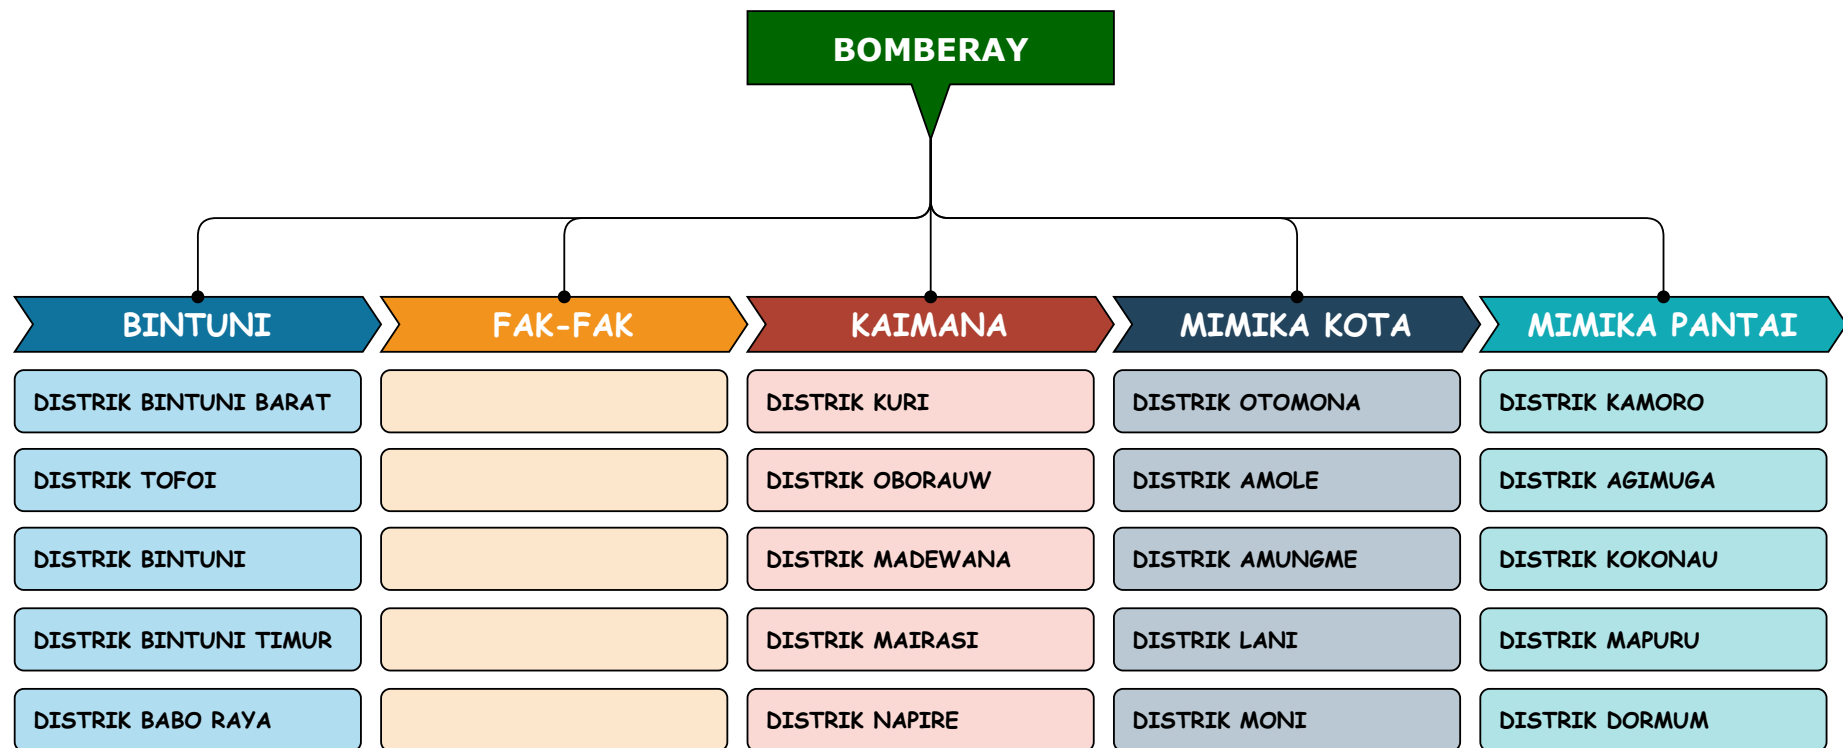 BOMBERAY
BINTUNI
FAK-FAK
KAIMANA
MIMIKA KOTA
MIMIKA PANTAI
DISTRIK BINTUNI BARAT
DISTRIK KURI
DISTRIK OTOMONA
DISTRIK KAMORO
DISTRIK TOFOI
DISTRIK OBORAUW
DISTRIK AMOLE
DISTRIK AGIMUGA
DISTRIK BINTUNI
DISTRIK MADEWANA
DISTRIK AMUNGME
DISTRIK KOKONAU
DISTRIK BINTUNI TIMUR
DISTRIK MAIRASI
DISTRIK LANI
DISTRIK MAPURU
DISTRIK BABO RAYA
DISTRIK NAPIRE
DISTRIK MONI
DISTRIK DORMUM